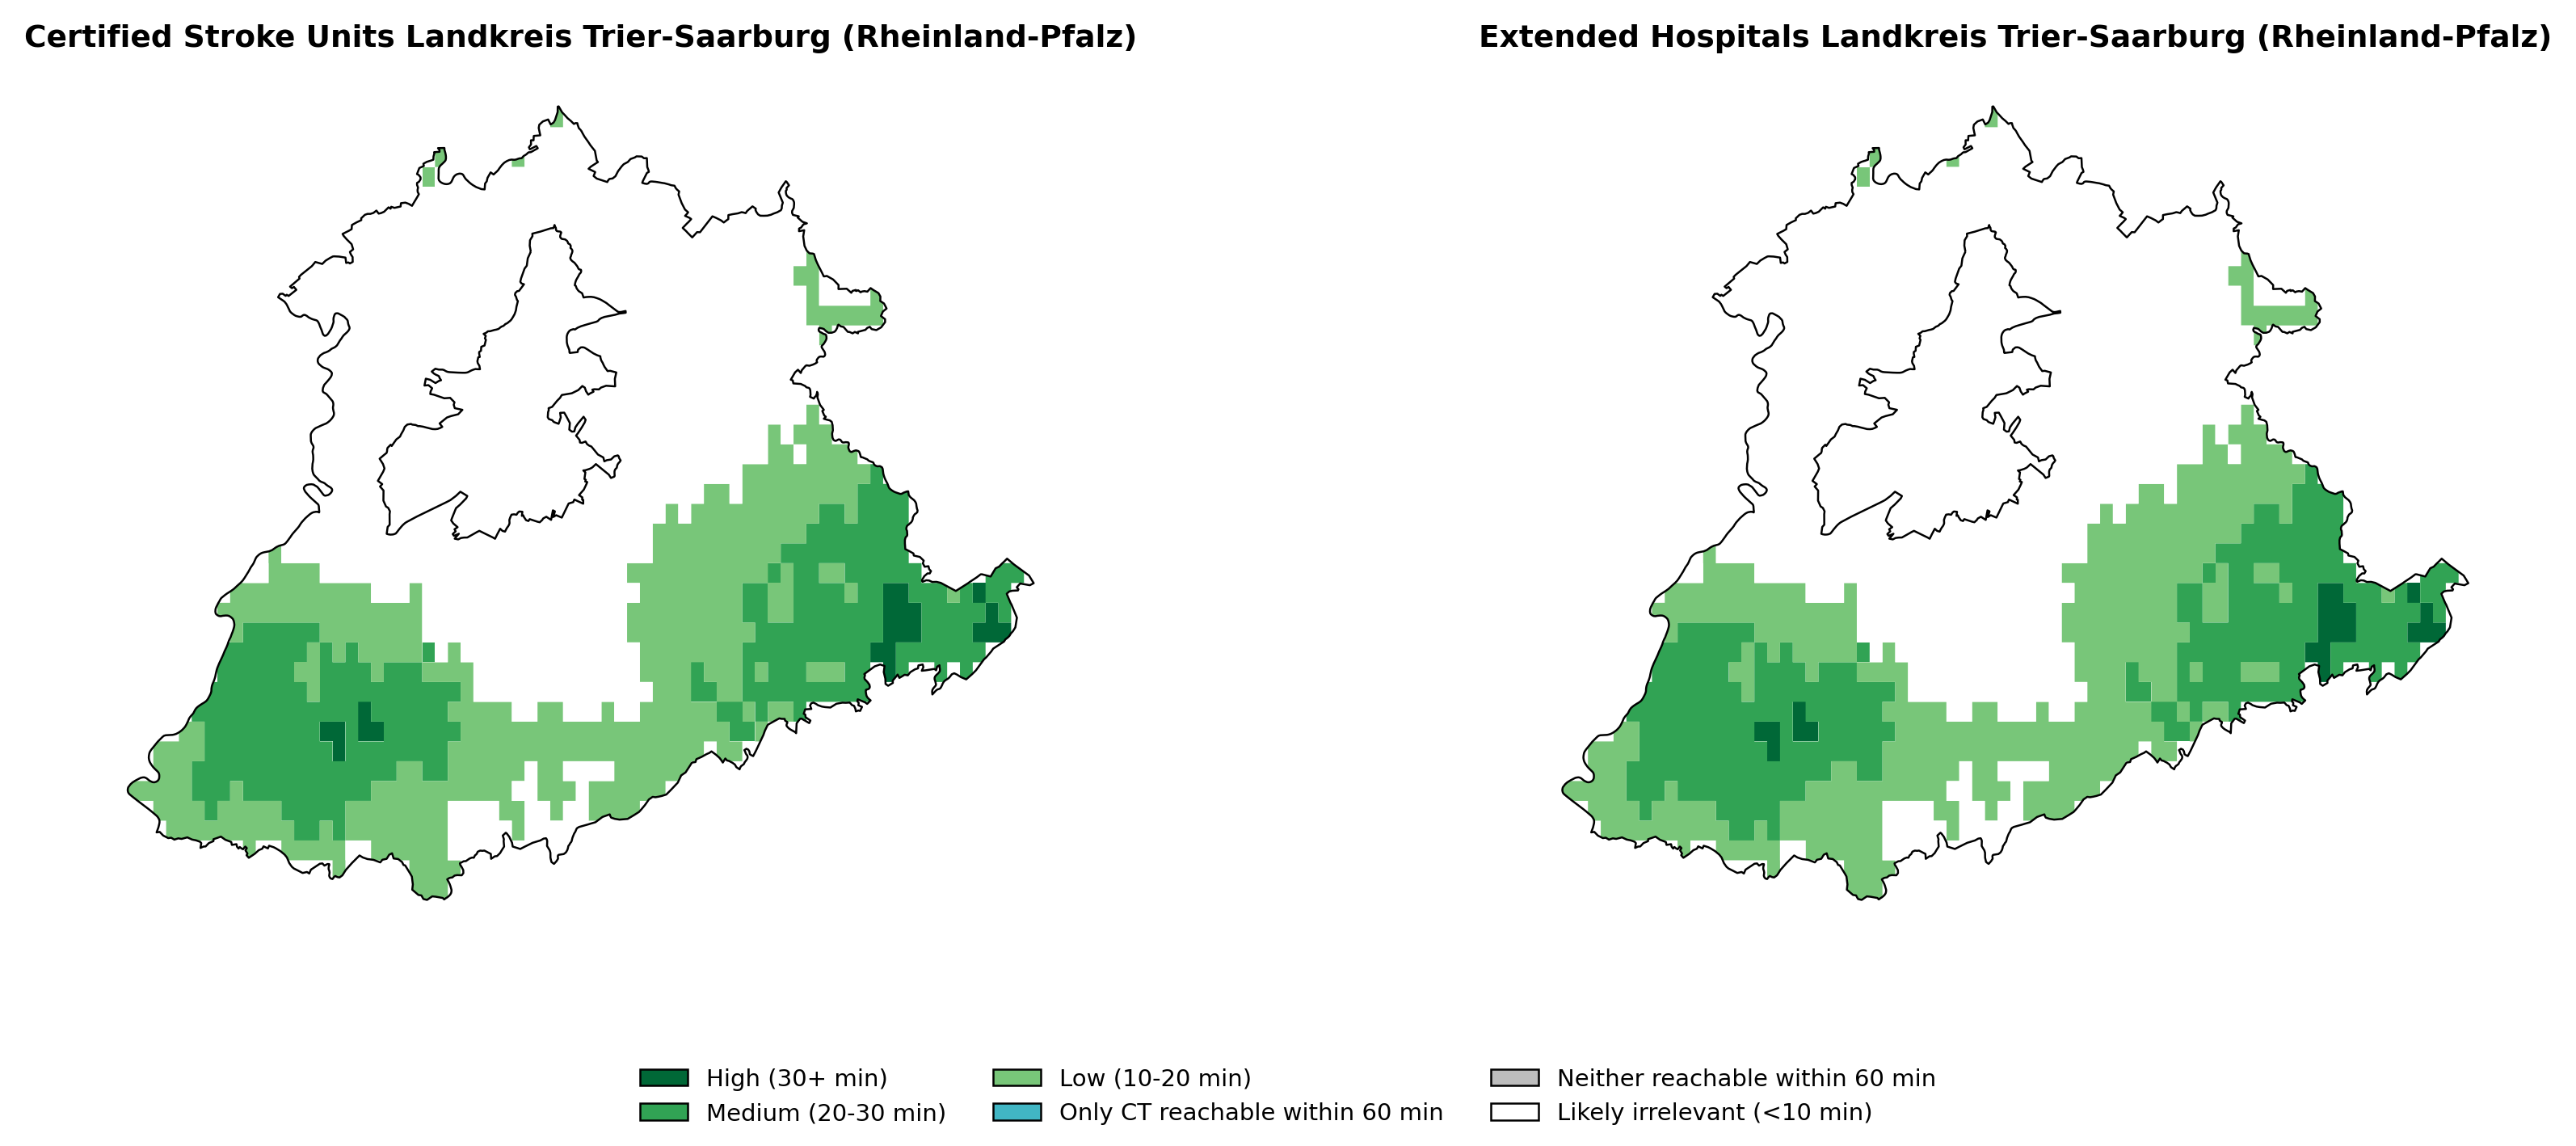 Certified Stroke Units Landkreis Trier-Saarburg (Rheinland-Pfalz)
Extended Hospitals Landkreis Trier-Saarburg (Rheinland-Pfalz)
High (30+ min)
Medium (20-30 min)
Low (10-20 min)
Only CT reachable within 60 min
Neither reachable within 60 min
Likely irrelevant (<10 min)